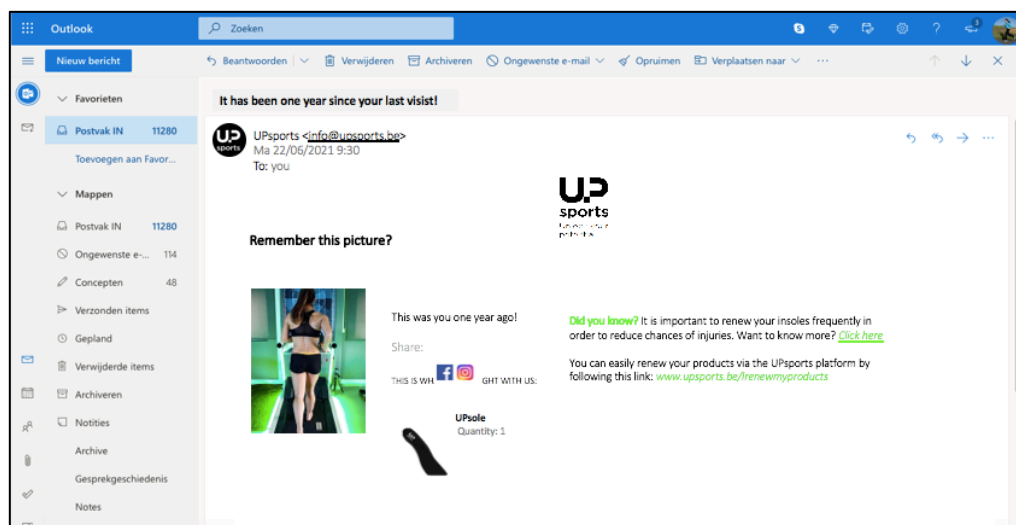 Outlook
Zoeken
3
Nieuw bericht
Beantwoorden
Verwijderen
Archiveren
Ongewenste e-mail
Opruimen
Verplaatsen naar
Favorieten
Postvak IN 11280
Toevoegen aan Favor...
Mappen
Postvak IN 11280
Ongewenste e-... 114
Concepten 48
Verzonden items
Gepland
Verwijderde items
Archiveren
Notities
Archive
Gesprekgeschiedenis
Notes
It has been one year since your last visist!
UP
sports
UPsports <info@upsports.be>
Ma 22/06/2021 9:30
To: you
UP
sports
Remember this picture?
This was you one year ago!
Share:
THIS IS WH
GHT WITH US:
UPsole
Quantity: 1
Did you know? It is important to renew your insoles frequently in
order to reduce chances of injuries. Want to know more? Click here
You can easily renew your products via the UPsports platform by
following this link: www.upsports.be/Irenewmyproducts